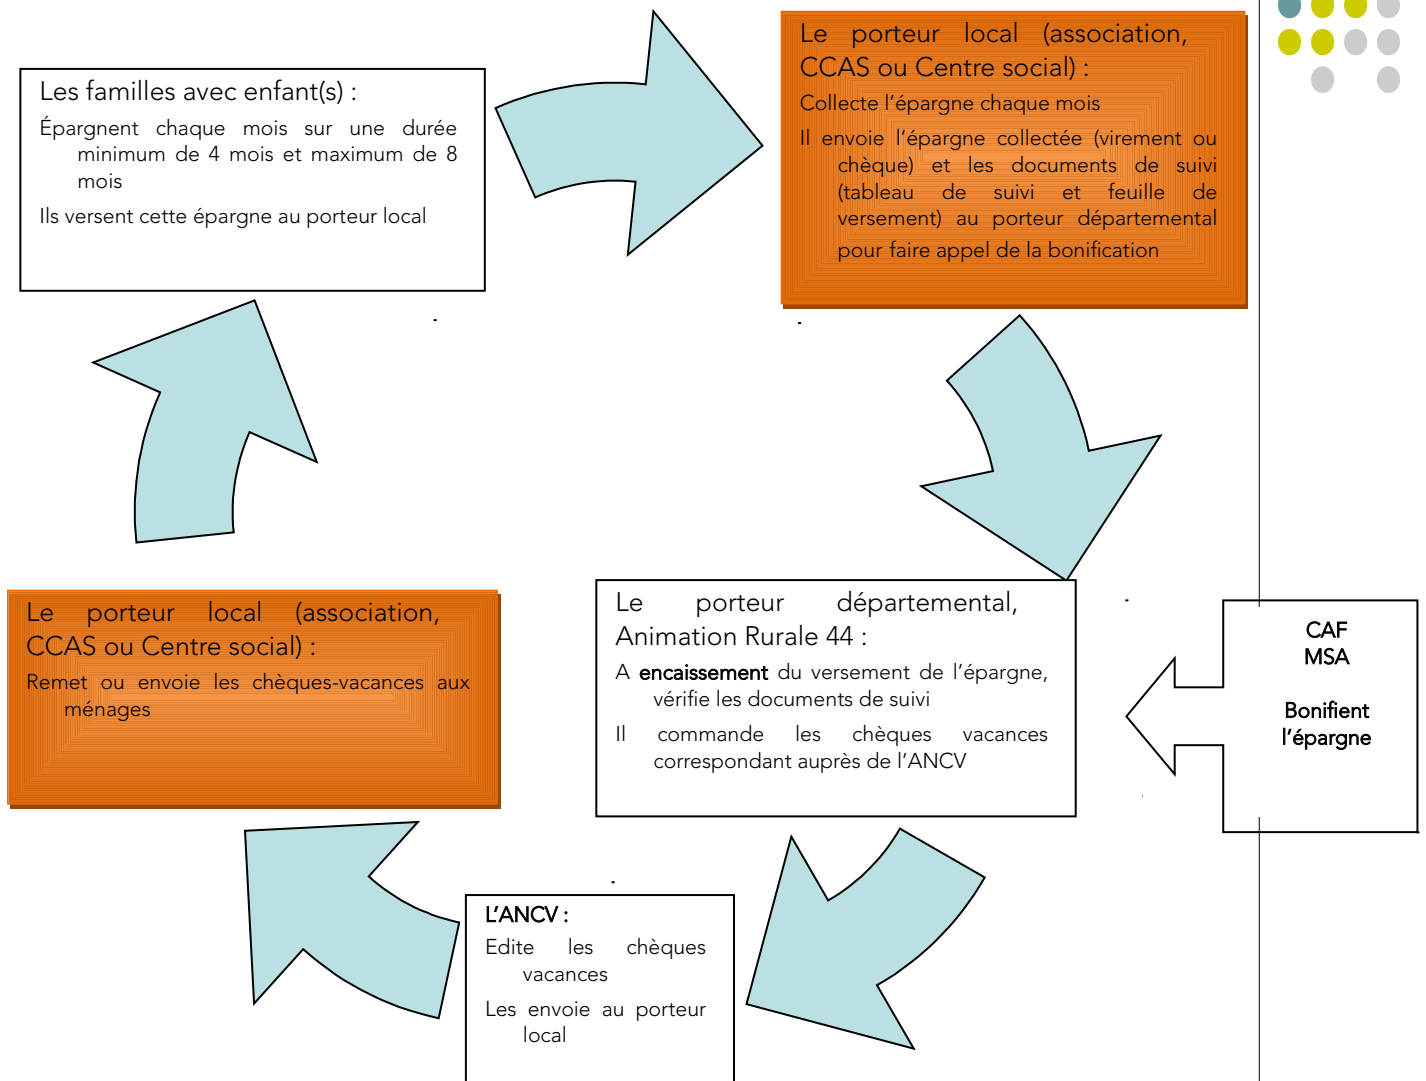 Les familles avec enfant(s) :
Épargnent chaque mois sur une durée
minimum de 4 mois et maximum de 8
mois
Ils versent cette épargne au porteur local
Le porteur local (association,
CCAS ou Centre social) :
Collecte l’épargne chaque mois
Il envoie l’épargne collectée (virement ou
chèque) et les documents de suivi
(tableau de suivi et feuille de
versement) au porteur départemental
pour faire appel de la bonification
Le porteur départemental,
Animation Rurale 44 :
A encaissement du versement de l’épargne,
vérifie les documents de suivi
Il commande les chèques vacances
correspondant auprès de l’ANCV
CAF
MSA
Bonifient
l’épargne
L’ANCV :
Edite les chèques
vacances
Les envoie au porteur
local
Le porteur local (association,
CCAS ou Centre social) :
Remet ou envoie les chèques-vacances aux
ménages